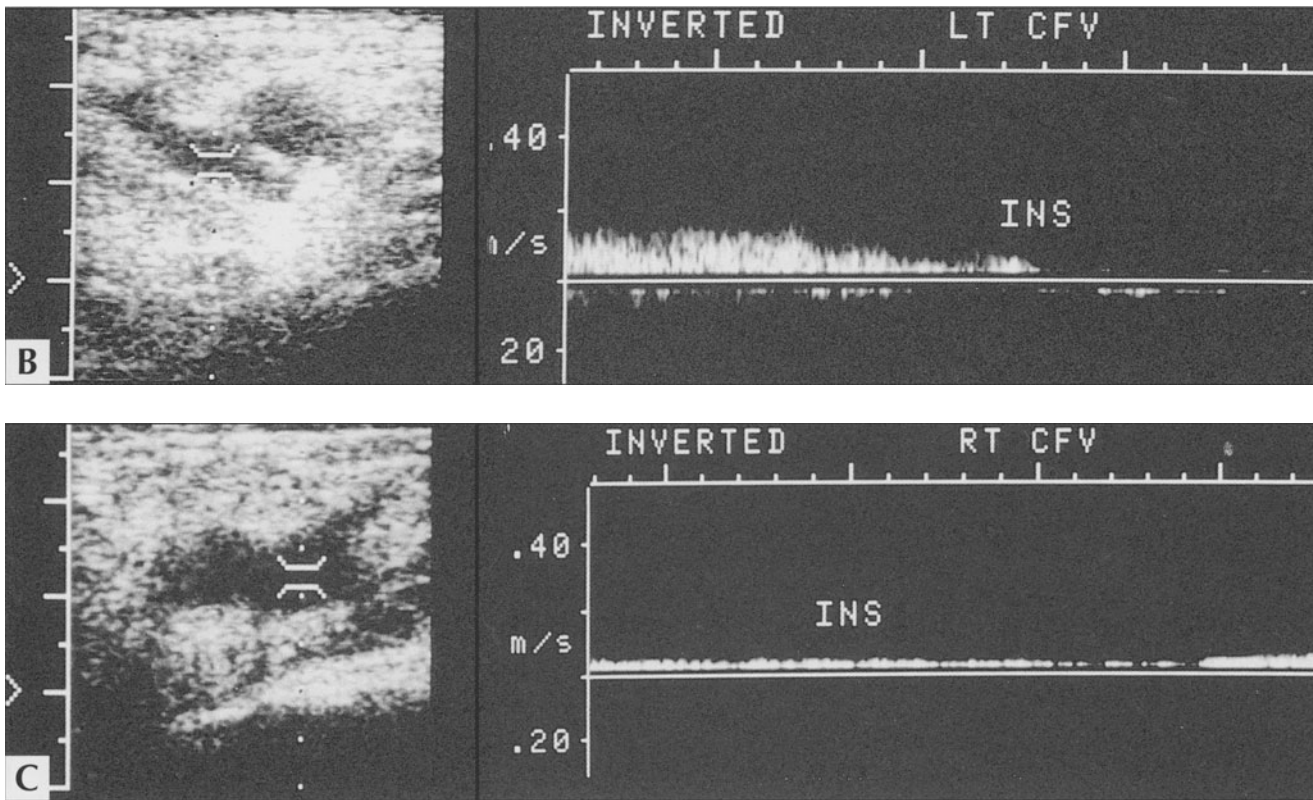 INVERTED LT CFV
.40
INS
m/s
20
B
INVERTED RT CFV
.40
INS
m/s
.20
C